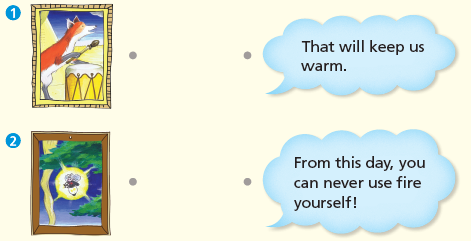 1
That will keep us
warm.
2
From this day, you
can never use fire
yourself!